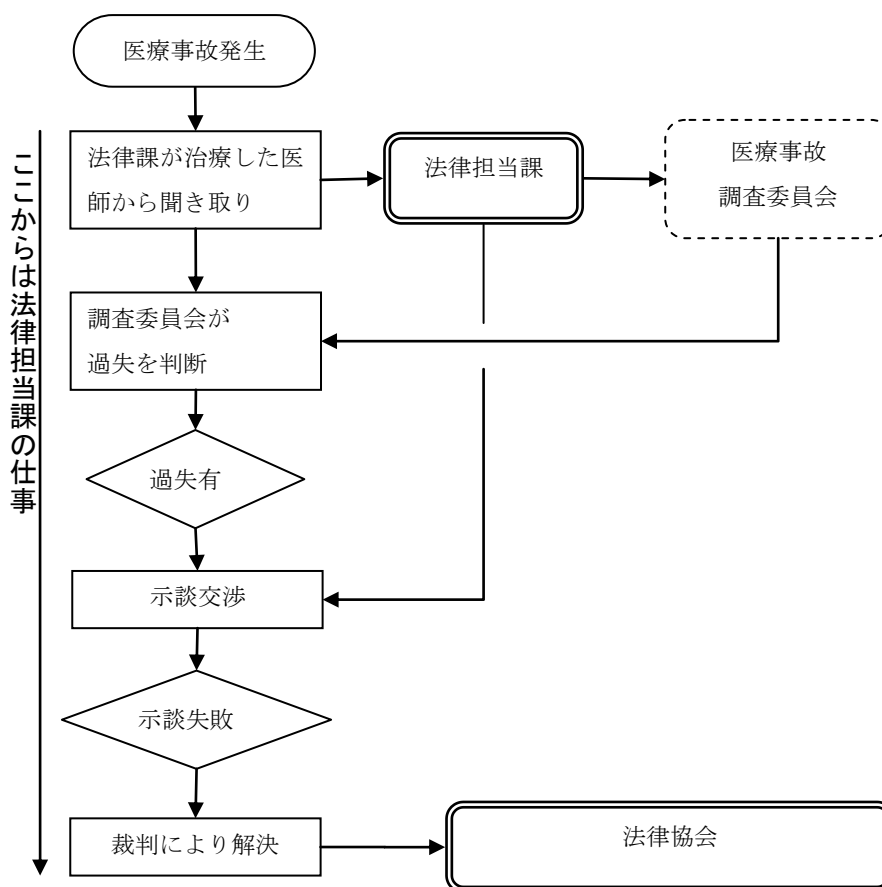 医療事故発生
ここからは法律担当課の仕事
法律課が治療した医
師から聞き取り
法律担当課
医療事故
調査委員会
調査委員会が
過失を判断
過失有
示談交渉
示談失敗
裁判により解決
法律協会